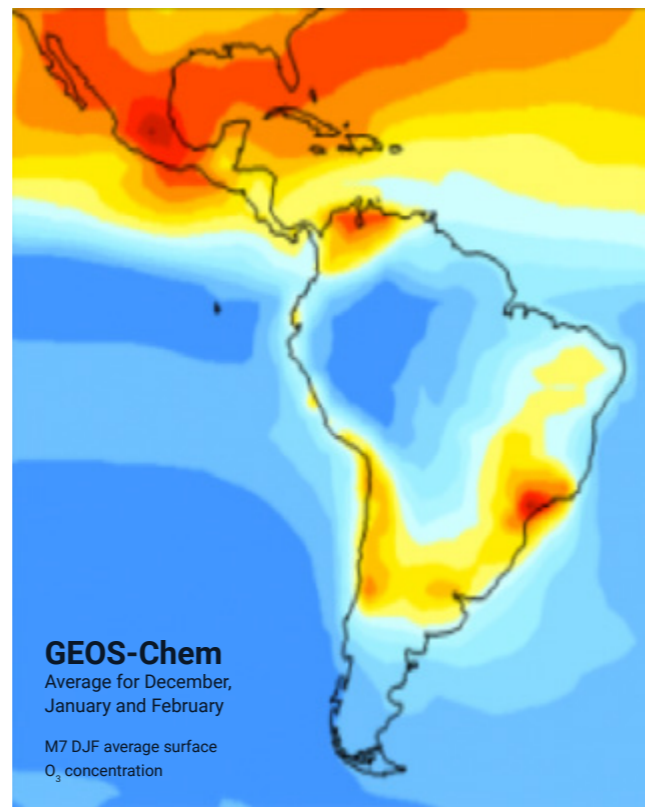 GEOS-Chem
Average for December,
January and February
M7 DJF average surface
O₃ concentration